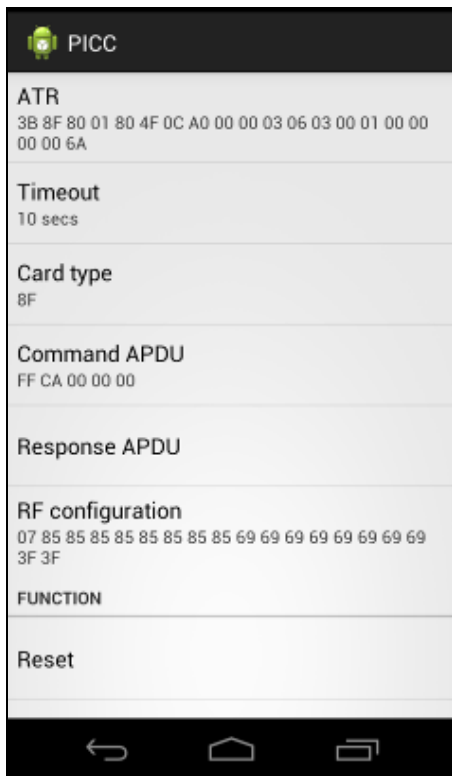 PICC
ATR
3B 8F 80 01 80 4F 0C A0 00 00 03 06 03 00 01 00 00
00 00 6A
Timeout
10 secs
Card type
8F
Command APDU
FF CA 00 00 00
Response APDU
RF configuration
07 85 85 85 85 85 85 85 85 69 69 69 69 69 69 69 69
3F 3F
FUNCTION
Reset